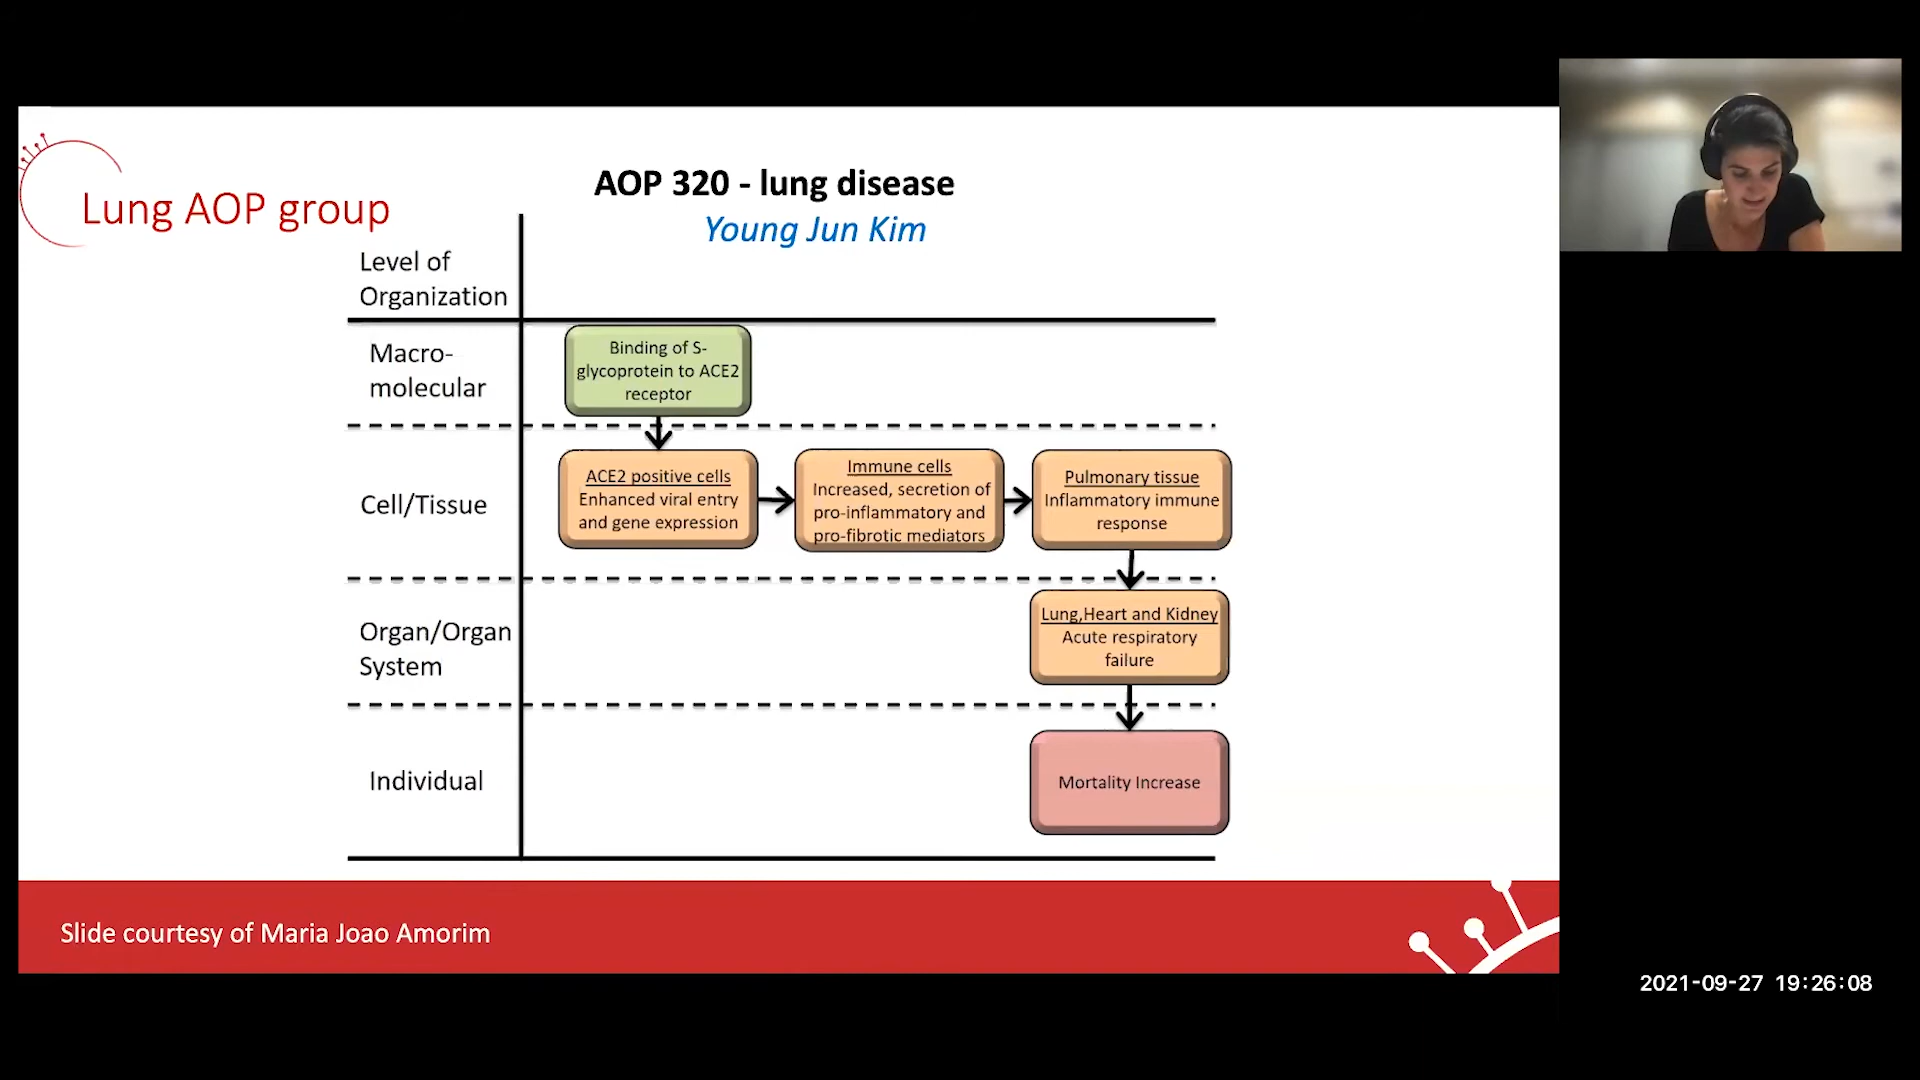 Lung AOP group
AOP 320 - lung disease
Young Jun Kim
Level of
Organization
Macro-
molecular
Binding of S-
glycoprotein to ACE2
receptor
Cell/Tissue
ACE2 positive cells
Enhanced viral entry
and gene expression
Immune cells
Increased, secretion of
pro-inflammatory and
pro-fibrotic mediators
Pulmonary tissue
Inflammatory immune
response
Organ/Organ
System
Lung,Heart and Kidney
Acute respiratory
failure
Individual
Mortality Increase
Slide courtesy of Maria Joao Amorim
2021-09-27 19:26:08